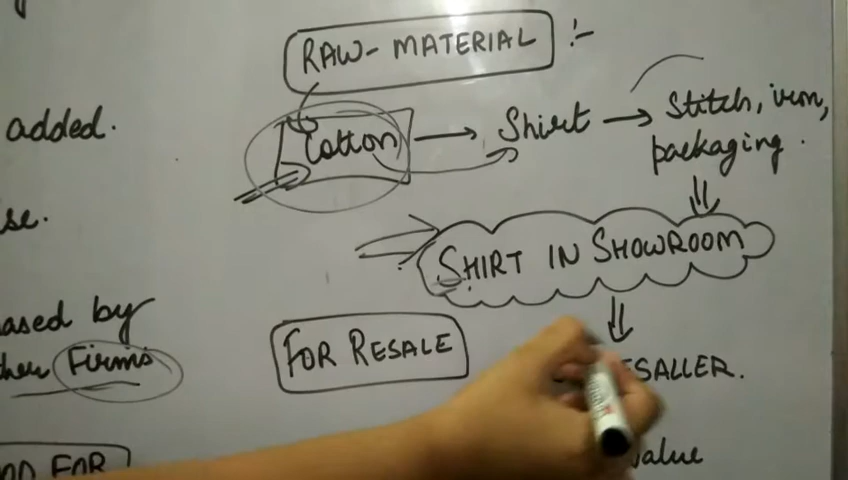 RAW-MATERIAL :-
added.
Cotton → Shirt → Stitch, iron,
packaging.
se.
SHIRT IN SHOWROOM
ased by
Firms
FOR RESALE
ESALLER.
FOR
value